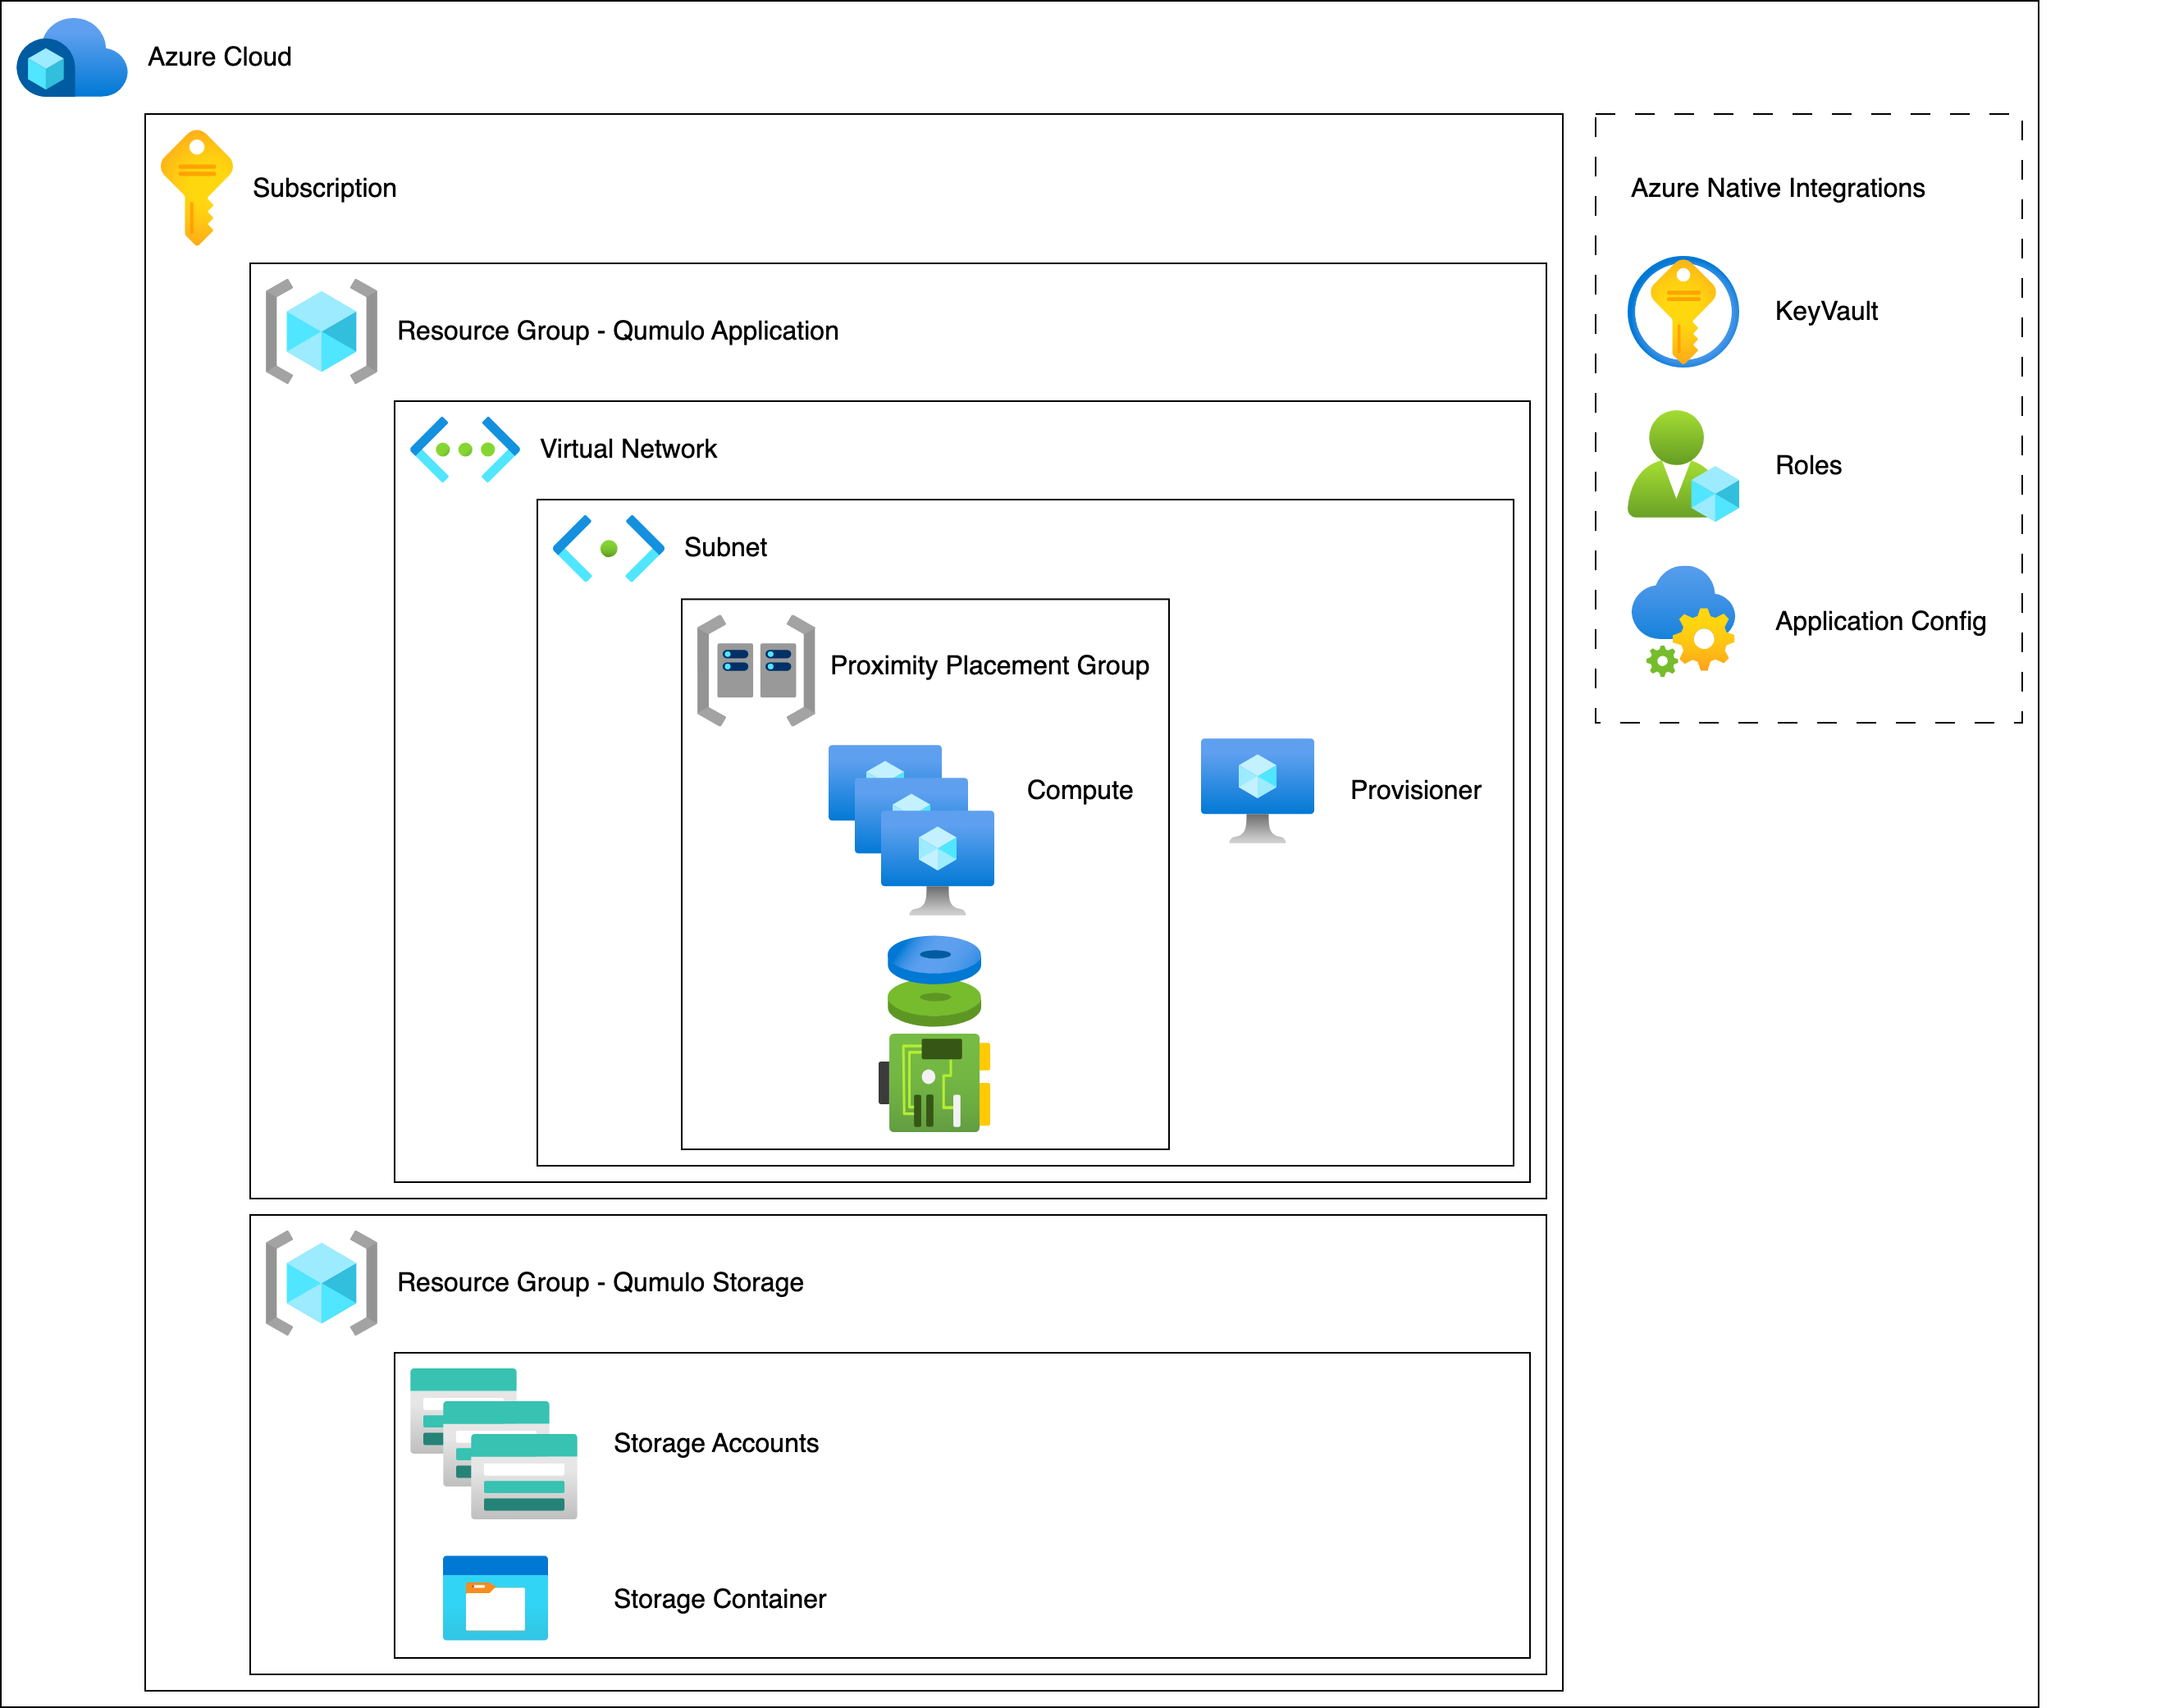 Azure Cloud
Subscription
Azure Native Integrations
Resource Group - Qumulo Application
KeyVault
Virtual Network
Roles
Subnet
Application Config
Proximity Placement Group
Compute
Provisioner
Resource Group - Qumulo Storage
Storage Accounts
Storage Container